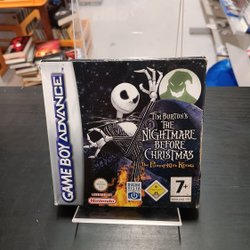 GAME BOY ADVANCE
TIM BURTON'S
THE
NIGHTMARE
BEFORE
CHRISTMAS
The Pumpkin King
Nintendo
7+